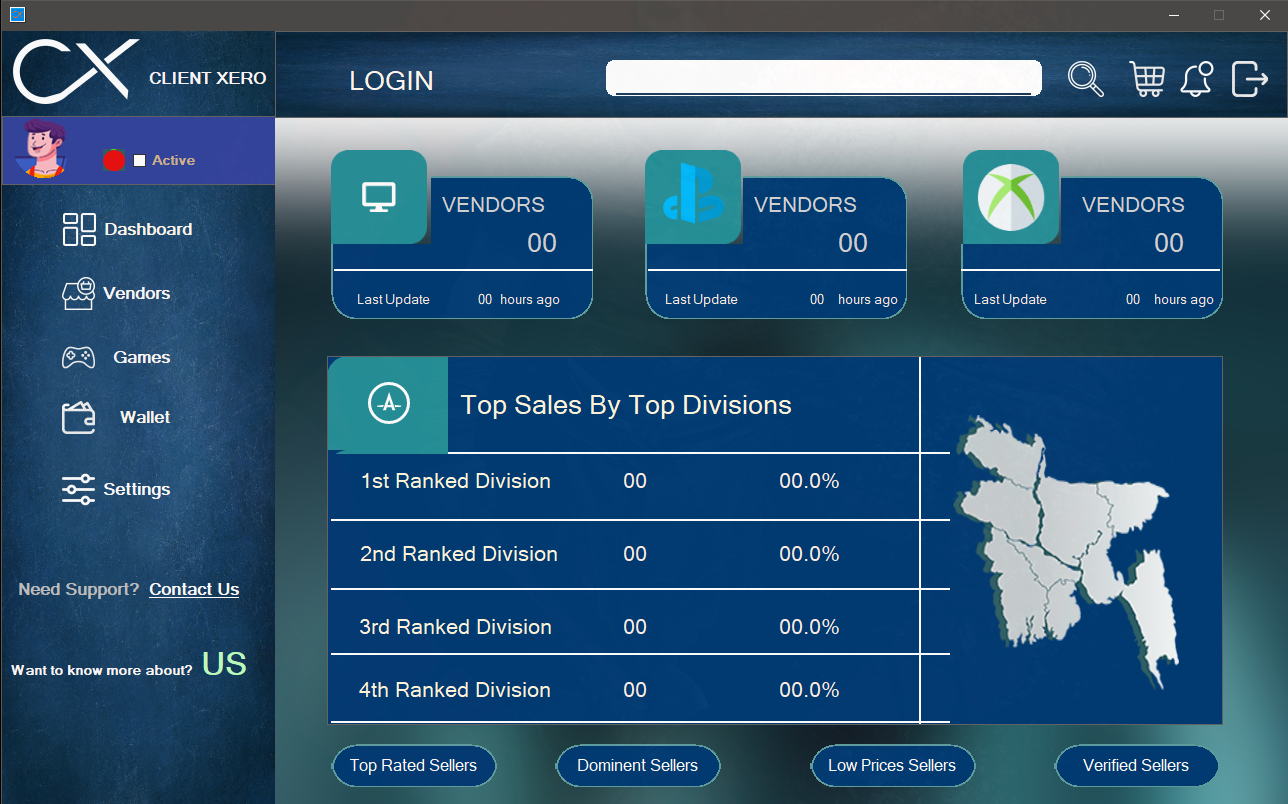 CX CLIENT XERO
LOGIN
Active
Dashboard
Vendors
Games
Wallet
Settings
Need Support? Contact Us
Want to know more about? US
VENDORS
00
Last Update 00 hours ago
VENDORS
00
Last Update 00 hours ago
VENDORS
00
Last Update 00 hours ago
-A- Top Sales By Top Divisions
1st Ranked Division 00 00.0%
2nd Ranked Division 00 00.0%
3rd Ranked Division 00 00.0%
4th Ranked Division 00 00.0%
Top Rated Sellers
Dominent Sellers
Low Prices Sellers
Verified Sellers